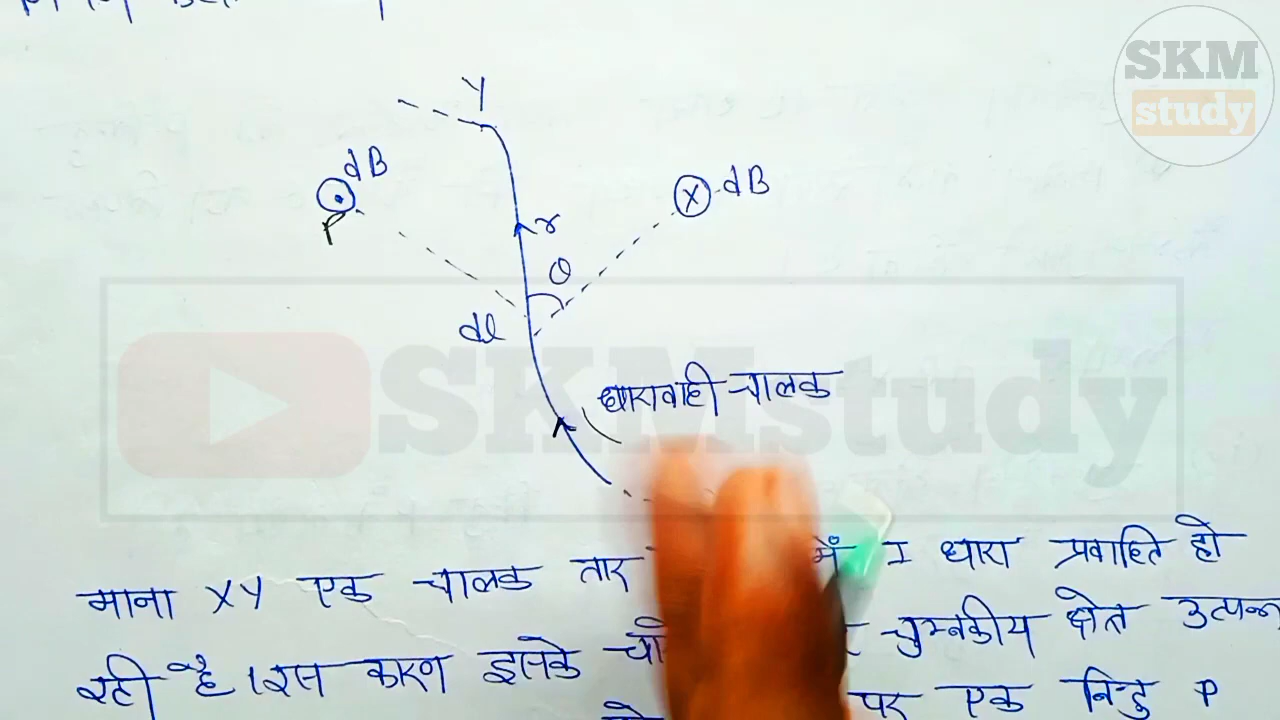 SKM
study
Y
dB
dB
P
r
θ
dl
SKMstudy
धारावाही चालक
माना XY एक चालक तार में I धारा प्रवाहित हो
रही है। इस कारण इसके चुम्बकीय क्षेत्र उत्पन्न
पर एक बिन्दु P